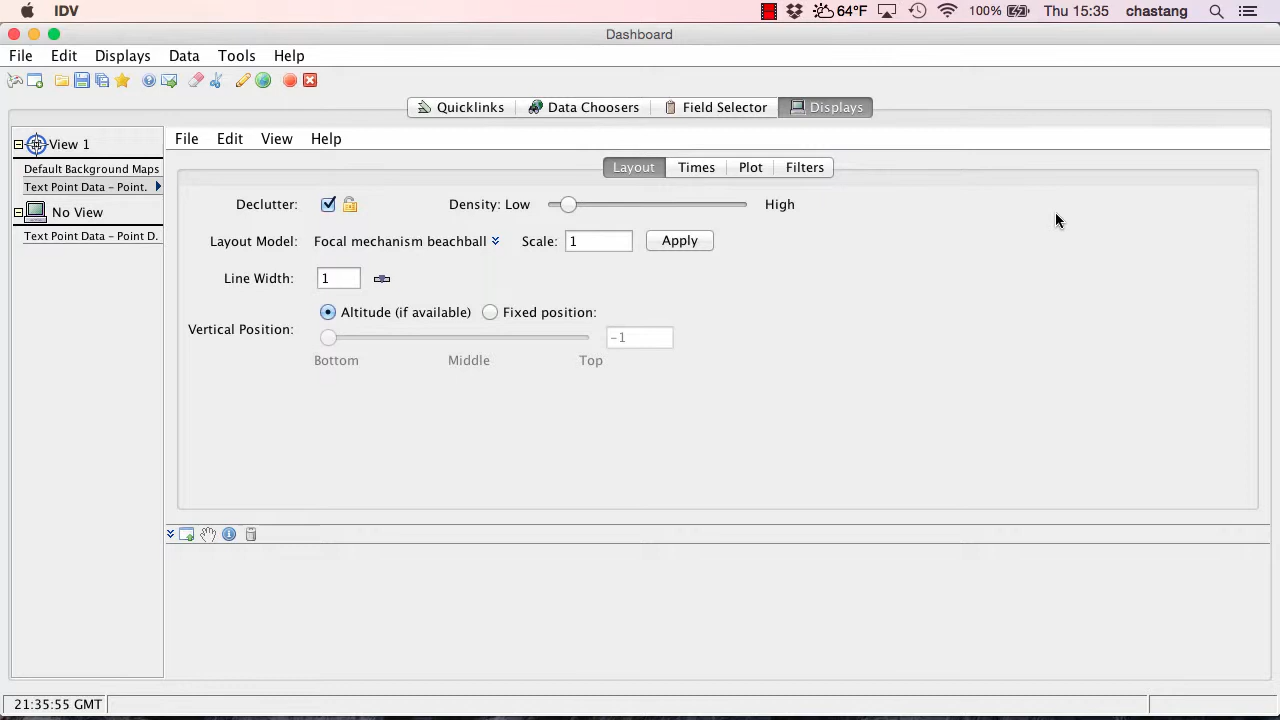 IDV 64°F 100% Thu 15:35 chastang
Dashboard
File Edit Displays Data Tools Help
Quicklinks Data Choosers Field Selector Displays
View 1
Default Background Maps
Text Point Data – Point.
No View
Text Point Data – Point D.
File Edit View Help
Layout Times Plot Filters
Declutter: Density: Low High
Layout Model: Focal mechanism beachball Scale: 1 Apply
Line Width: 1
Altitude (if available) Fixed position:
Vertical Position: -1
Bottom Middle Top
21:35:55 GMT